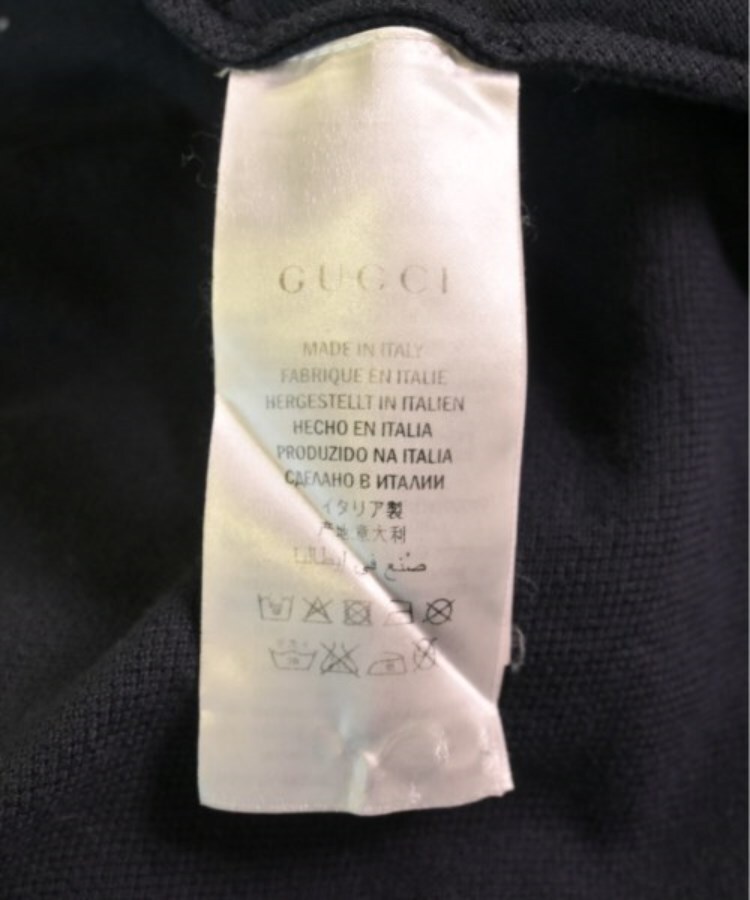 GUCCI
MADE IN ITALY
FABRIQUE EN ITALIE
HERGESTELLT IN ITALIEN
HECHO EN ITALIA
PRODUZIDO NA ITALIA
СДЕЛАНО В ИТАЛИИ
イタリア製
产地意大利
صنع في إيطاليا